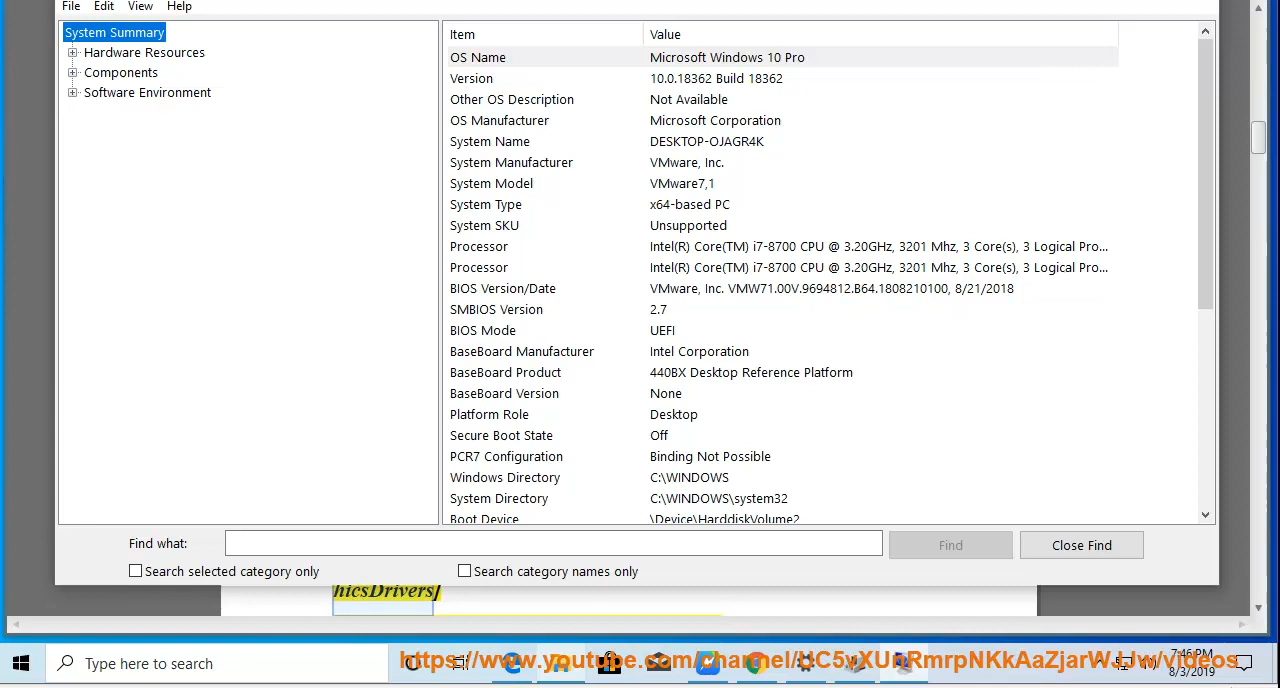 File Edit View Help
System Summary
Hardware Resources
Components
Software Environment
Item Value
OS Name Microsoft Windows 10 Pro
Version 10.0.18362 Build 18362
Other OS Description Not Available
OS Manufacturer Microsoft Corporation
System Name DESKTOP-OJAGR4K
System Manufacturer VMware, Inc.
System Model VMware7,1
System Type x64-based PC
System SKU Unsupported
Processor Intel(R) Core(TM) i7-8700 CPU @ 3.20GHz, 3201 Mhz, 3 Core(s), 3 Logical Pro...
Processor Intel(R) Core(TM) i7-8700 CPU @ 3.20GHz, 3201 Mhz, 3 Core(s), 3 Logical Pro...
BIOS Version/Date VMware, Inc. VMW71.00V.9694812.B64.1808210100, 8/21/2018
SMBIOS Version 2.7
BIOS Mode UEFI
BaseBoard Manufacturer Intel Corporation
BaseBoard Product 440BX Desktop Reference Platform
BaseBoard Version None
Platform Role Desktop
Secure Boot State Off
PCR7 Configuration Binding Not Possible
Windows Directory C:\WINDOWS
System Directory C:\WINDOWS\system32
Boot Device \Device\HarddiskVolume2
Find what: Find Close Find
Search selected category only Search category names only
hicsDrivers]
Type here to search
7:46 PM
8/3/2019